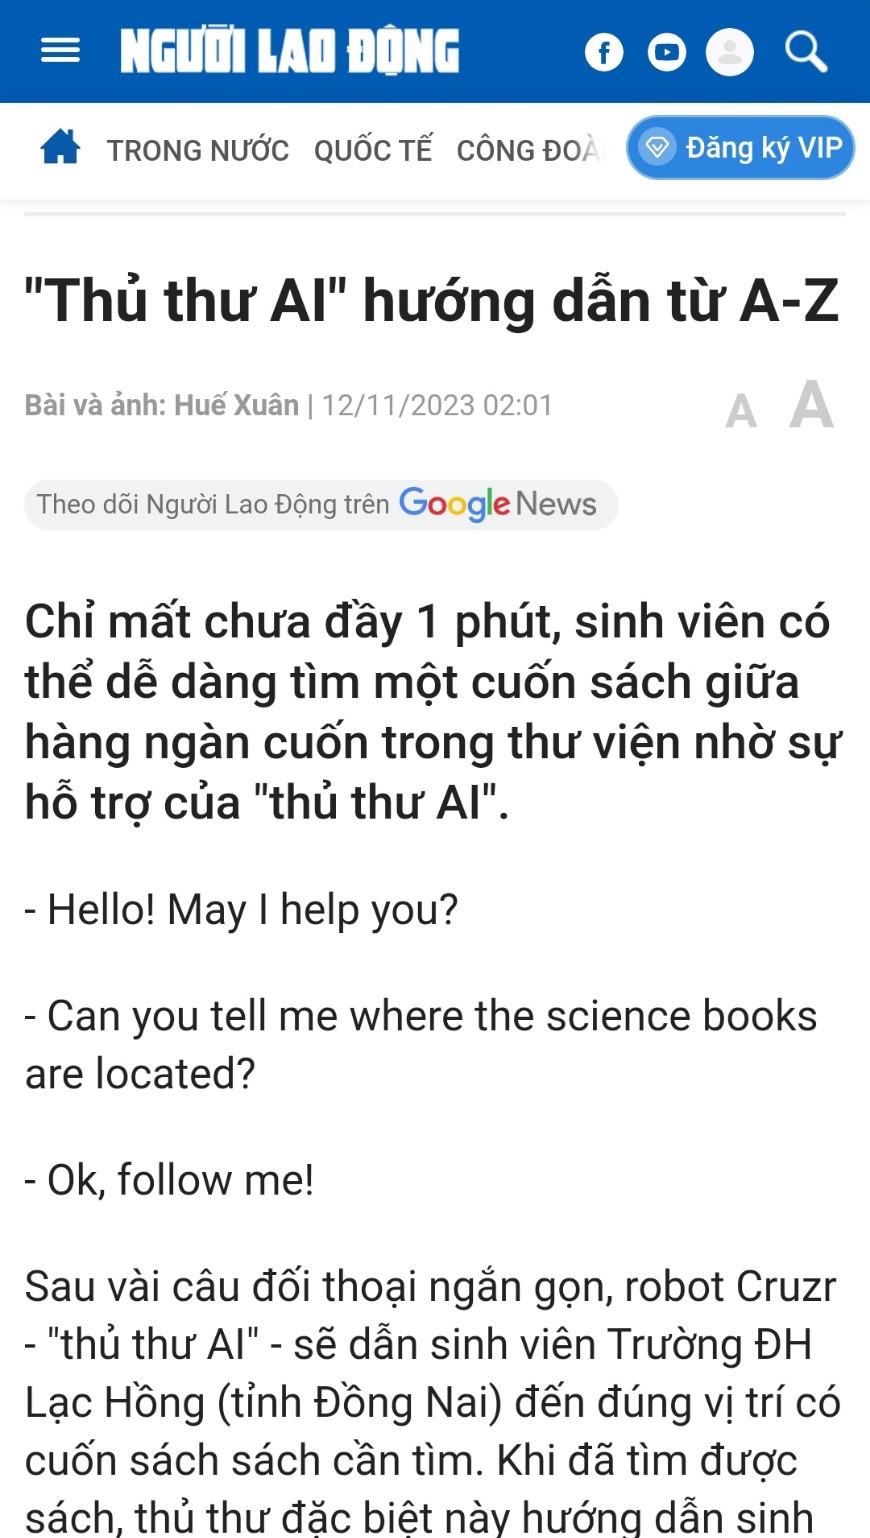 NGƯỜI LAO ĐỘNG
TRONG NƯỚC QUỐC TẾ CÔNG ĐOÀ Đăng ký VIP
"Thủ thư AI" hướng dẫn từ A-Z
Bài và ảnh: Huế Xuân | 12/11/2023 02:01
A A
Theo dõi Người Lao Động trên Google News
Chỉ mất chưa đầy 1 phút, sinh viên có
thể dễ dàng tìm một cuốn sách giữa
hàng ngàn cuốn trong thư viện nhờ sự
hỗ trợ của "thủ thư AI".
- Hello! May I help you?
- Can you tell me where the science books
are located?
- Ok, follow me!
Sau vài câu đối thoại ngắn gọn, robot Cruzr
- "thủ thư AI" - sẽ dẫn sinh viên Trường ĐH
Lạc Hồng (tỉnh Đồng Nai) đến đúng vị trí có
cuốn sách sách cần tìm. Khi đã tìm được
sách, thủ thư đặc biệt này hướng dẫn sinh